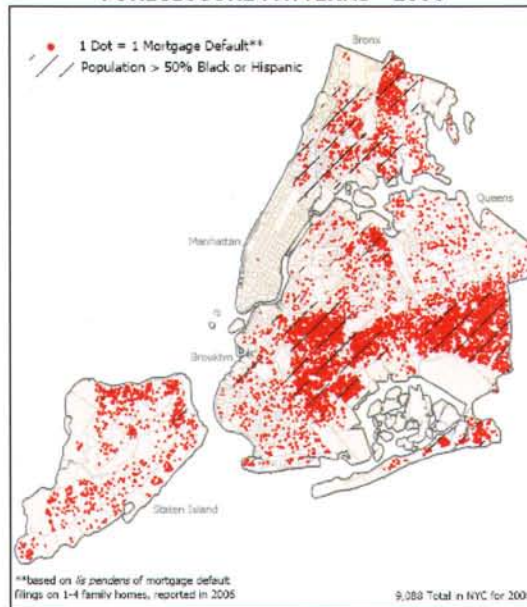 1 Dot = 1 Mortgage Default**
Population > 50% Black or Hispanic
Bronx
Queens
Manhattan
Brooklyn
Staten Island
**based on lis pendens of mortgage default
filings on 1-4 family homes, reported in 2006
9,088 Total in NYC for